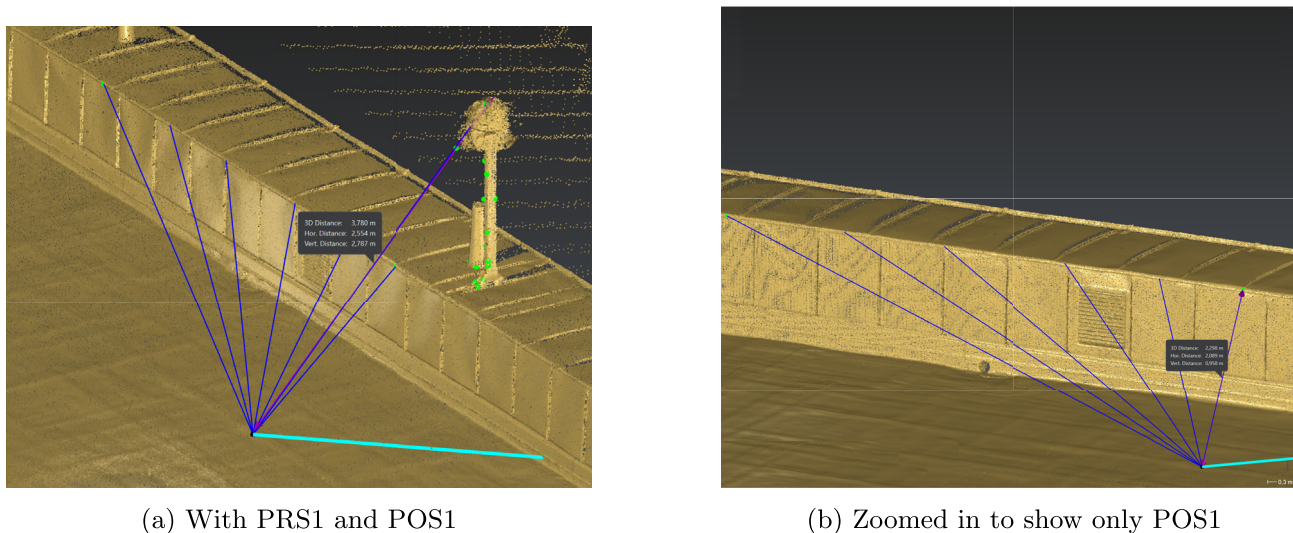 3D Distance: 3,780 m
Hor. Distance: 2,554 m
Vert. Distance: 2,787 m
3D Distance: 2,298 m
Hor. Distance: 2,089 m
Vert. Distance: 0,958 m
0,3 m
(a) With PRS1 and POS1
(b) Zoomed in to show only POS1